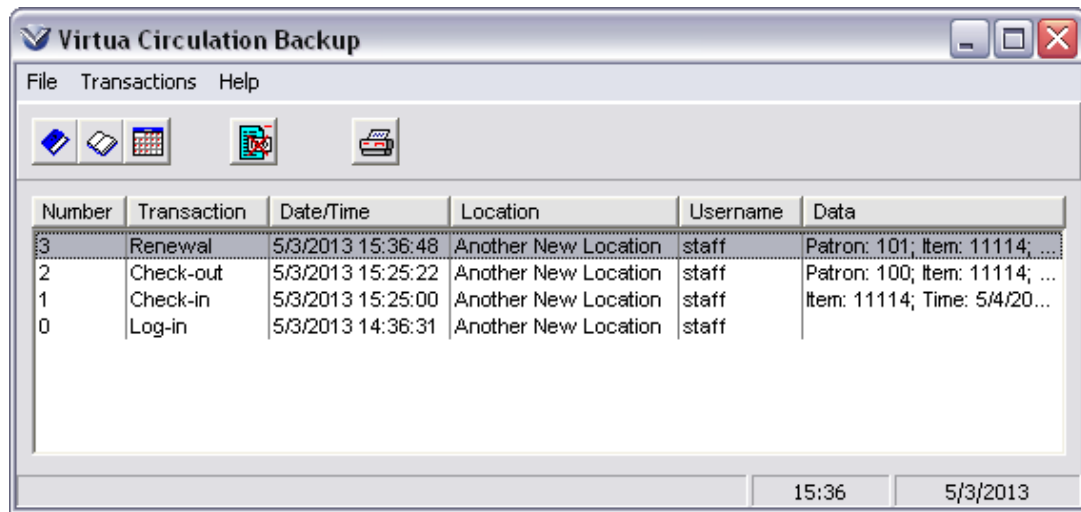 Virtua Circulation Backup
File Transactions Help
Number Transaction Date/Time Location Username Data
3 Renewal 5/3/2013 15:36:48 Another New Location staff Patron: 101; Item: 11114; ...
2 Check-out 5/3/2013 15:25:22 Another New Location staff Patron: 100; Item: 11114; ...
1 Check-in 5/3/2013 15:25:00 Another New Location staff Item: 11114; Time: 5/4/20...
0 Log-in 5/3/2013 14:36:31 Another New Location staff
15:36 5/3/2013